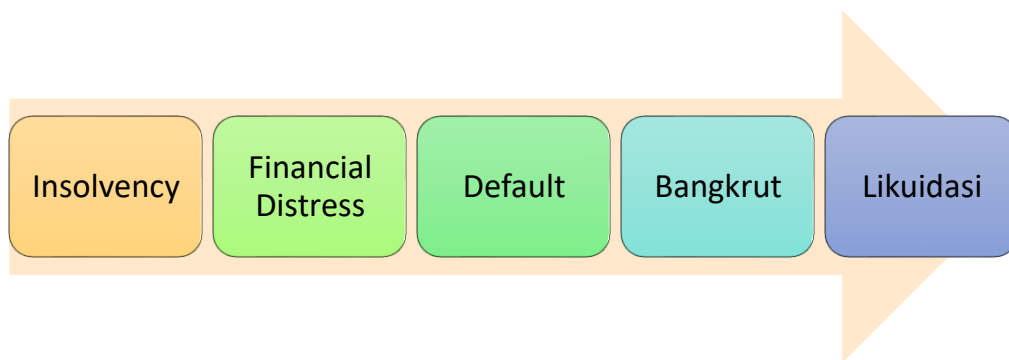 Insolvency
Financial
Distress
Default
Bangkrut
Likuidasi